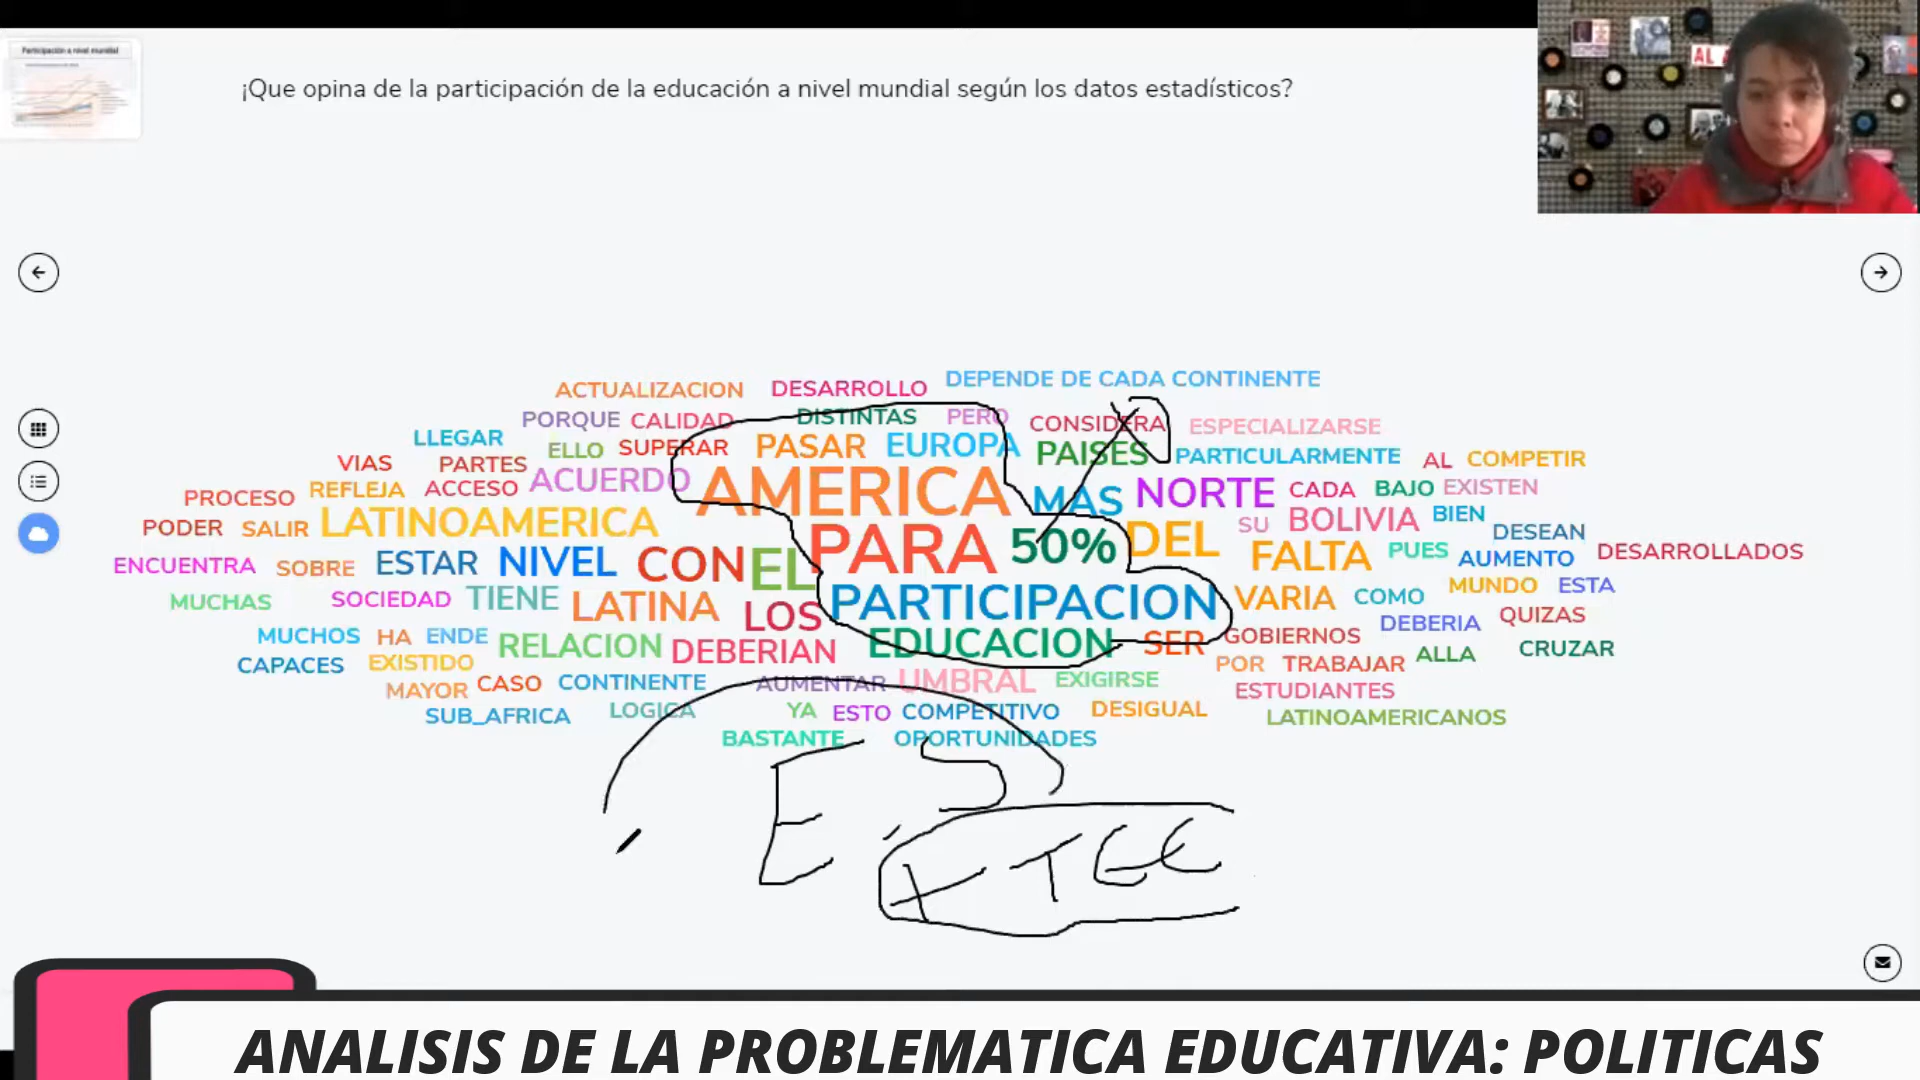 Participación a nivel mundial
¡Que opina de la participación de la educación a nivel mundial según los datos estadísticos?
AL
DEPENDE DE CADA CONTINENTE
ACTUALIZACION DESARROLLO
PORQUE CALIDAD DISTINTAS PERO CONSIDERA ESPECIALIZARSE
LLEGAR ELLO SUPERAR PASAR EUROPA PAISES PARTICULARMENTE AL COMPETIR
VIAS PARTES ACUERDO AMERICA MAS NORTE CADA BAJO EXISTEN
PROCESO REFLEJA ACCESO
PODER SALIR LATINOAMERICA PARA 50% DEL SU BOLIVIA BIEN DESEAN
ENCUENTRA SOBRE ESTAR NIVEL CON EL FALTA PUES AUMENTO DESARROLLADOS
MUCHAS SOCIEDAD TIENE LATINA LOS PARTICIPACION VARIA COMO MUNDO ESTA
MUCHOS HA ENDE RELACION DEBERIAN EDUCACION SER GOBIERNOS DEBERIA QUIZAS
CAPACES EXISTIDO POR TRABAJAR ALLA CRUZAR
MAYOR CASO CONTINENTE AUMENTAR UMBRAL EXIGIRSE ESTUDIANTES
SUB_AFRICA LOGICA YA ESTO COMPETITIVO DESIGUAL LATINOAMERICANOS
BASTANTE OPORTUNIDADES
ANALISIS DE LA PROBLEMATICA EDUCATIVA: POLITICAS